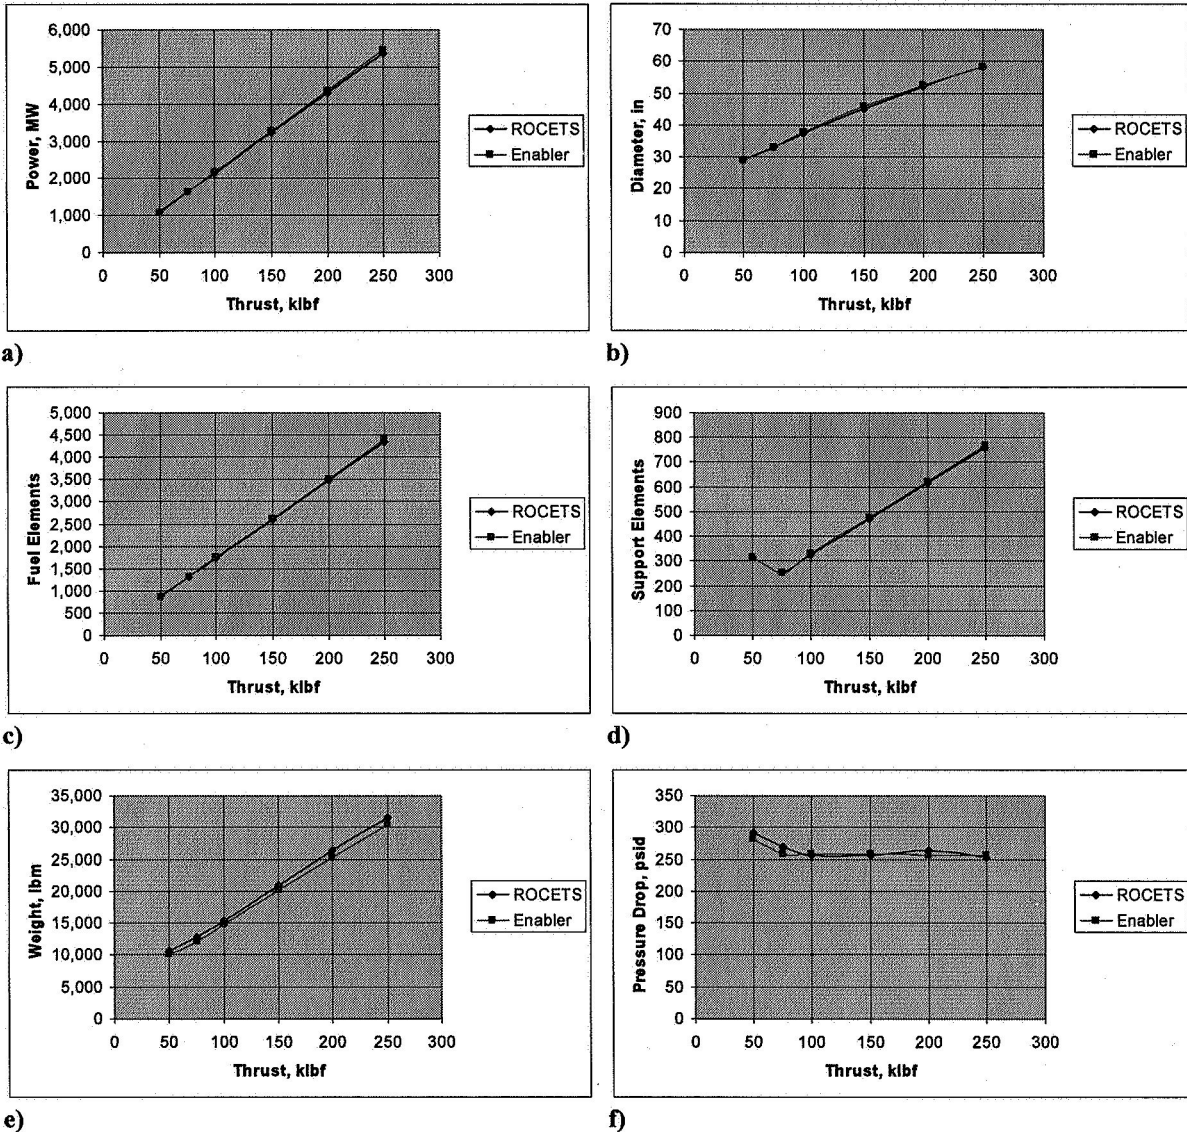 6,000
5,000
4,000
3,000
2,000
1,000
0
Power, MW
0 50 100 150 200 250 300
Thrust, klbf
ROCETS
Enabler
a)
70
60
50
40
30
20
10
0
Diameter, in
0 50 100 150 200 250 300
Thrust, klbf
ROCETS
Enabler
b)
5,000
4,500
4,000
3,500
3,000
2,500
2,000
1,500
1,000
500
0
Fuel Elements
0 50 100 150 200 250 300
Thrust, klbf
ROCETS
Enabler
c)
900
800
700
600
500
400
300
200
100
0
Support Elements
0 50 100 150 200 250 300
Thrust, klbf
ROCETS
Enabler
d)
35,000
30,000
25,000
20,000
15,000
10,000
5,000
0
Weight, lbm
0 50 100 150 200 250 300
Thrust, klbf
ROCETS
Enabler
e)
350
300
250
200
150
100
50
0
Pressure Drop, psid
0 50 100 150 200 250 300
Thrust, klbf
ROCETS
Enabler
f)